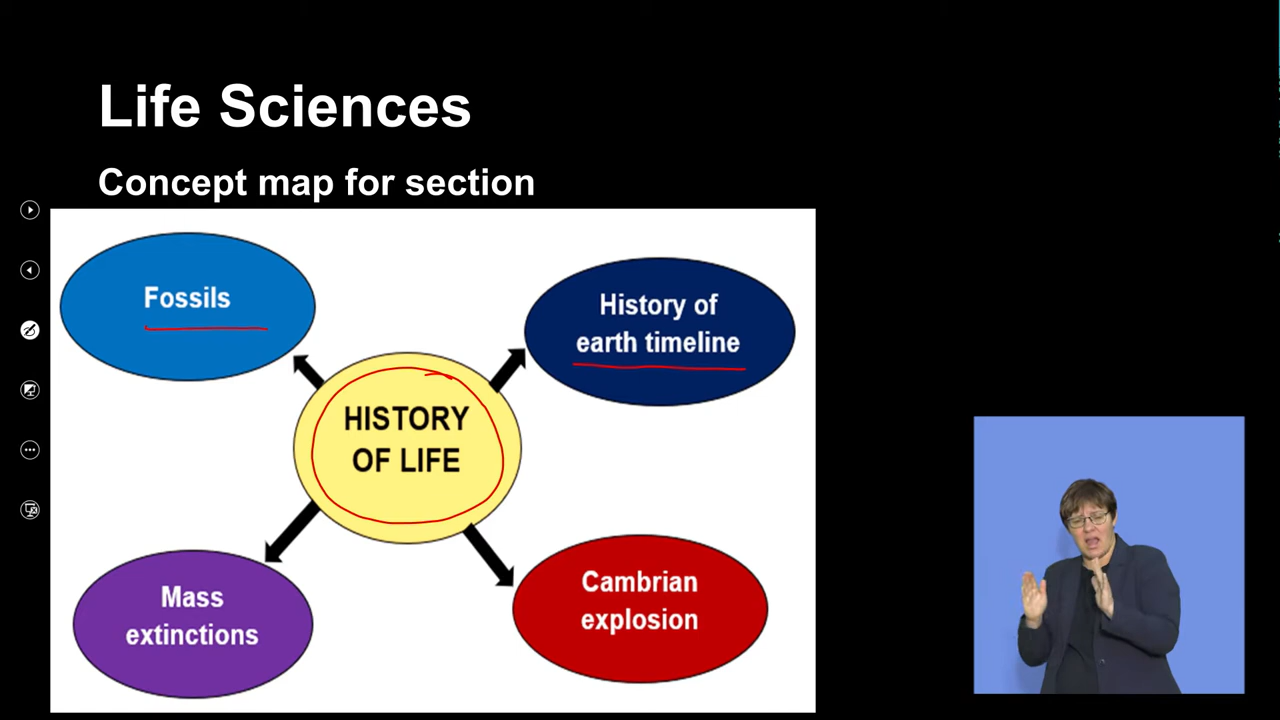 Life Sciences
Concept map for section
Fossils
History of
earth timeline
HISTORY
OF LIFE
Mass
extinctions
Cambrian
explosion